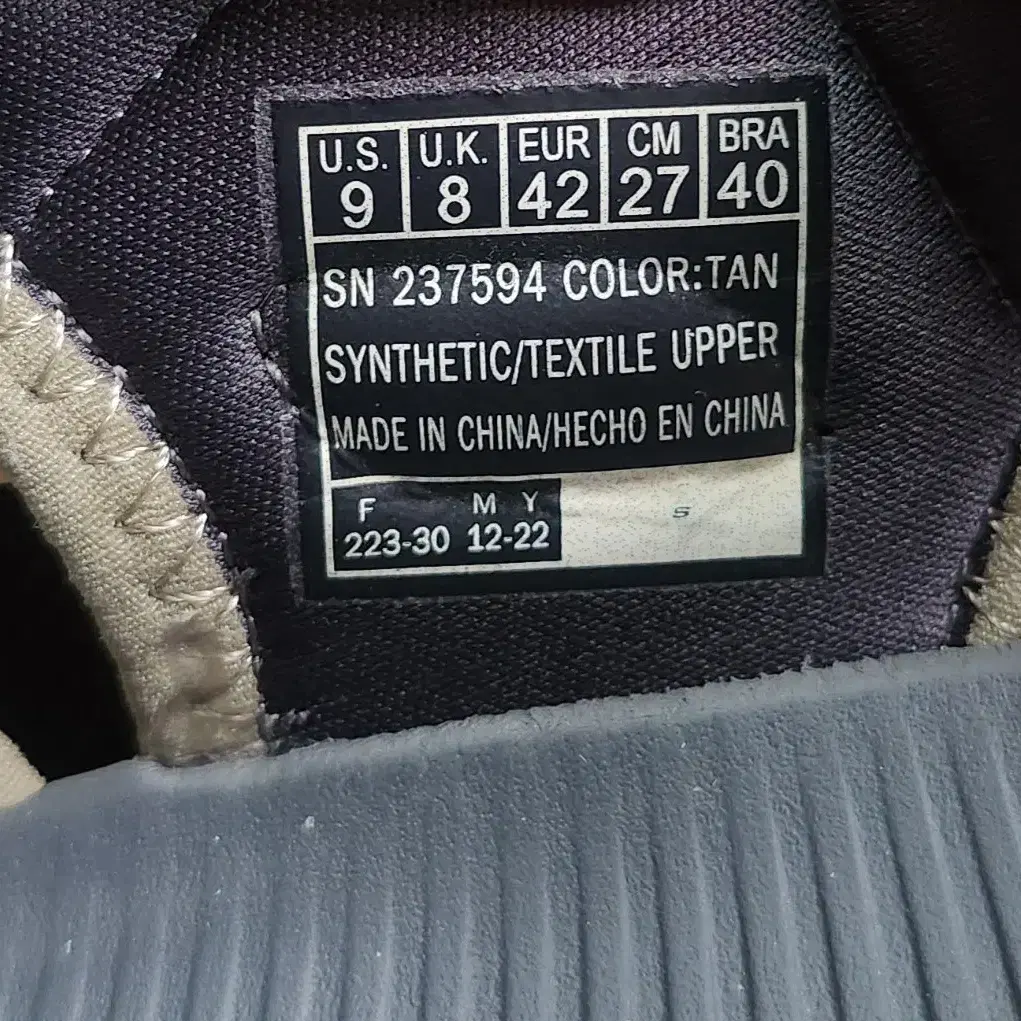 U.S. U.K. EUR CM BRA
9 8 42 27 40
SN 237594 COLOR:TAN
SYNTHETIC/TEXTILE UPPER
MADE IN CHINA/HECHO EN CHINA
F M Y
223-30 12-22
S